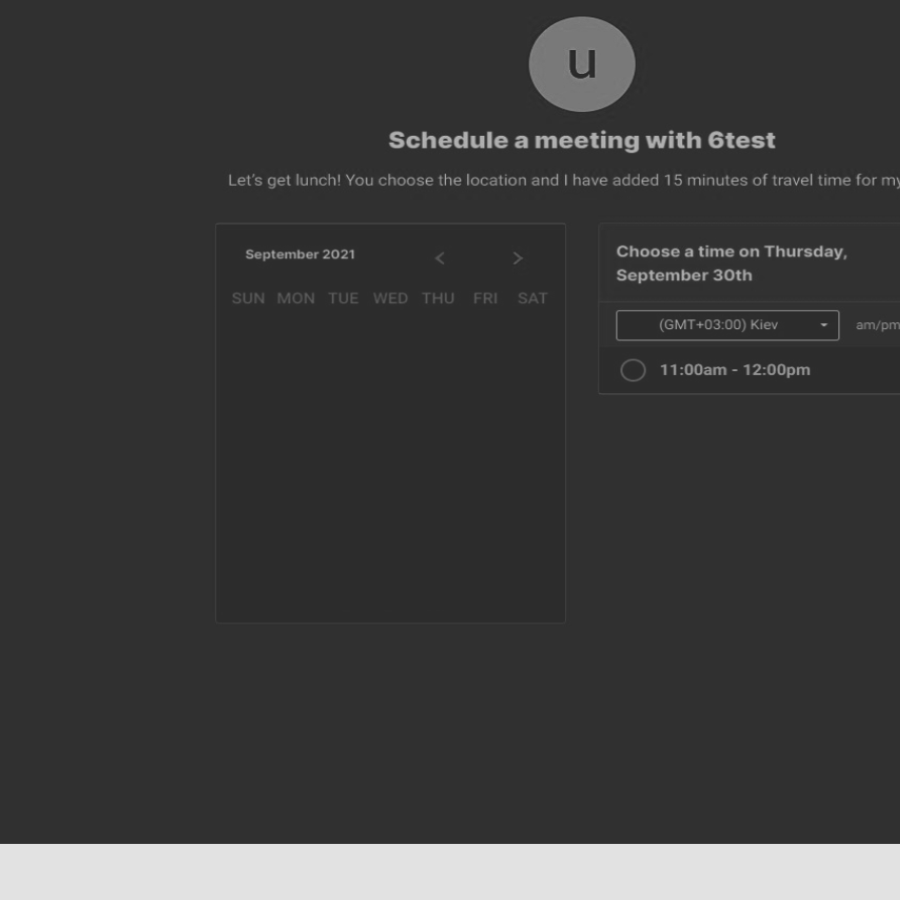 u
Schedule a meeting with 6test
Let's get lunch! You choose the location and I have added 15 minutes of travel time for my
September 2021 < >
SUN MON TUE WED THU FRI SAT
Choose a time on Thursday,
September 30th
(GMT+03:00) Kiev am/pm
11:00am - 12:00pm